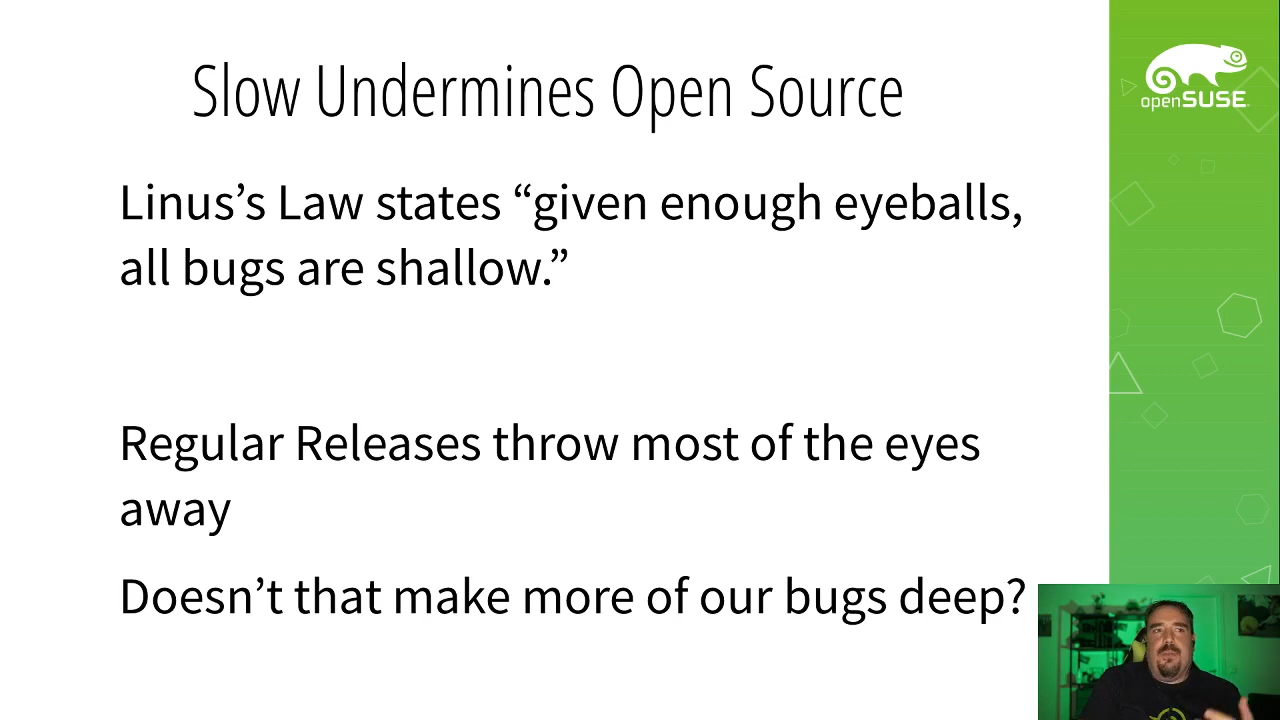 Slow Undermines Open Source
openSUSE
Linus’s Law states “given enough eyeballs,
all bugs are shallow.”
Regular Releases throw most of the eyes
away
Doesn’t that make more of our bugs deep?